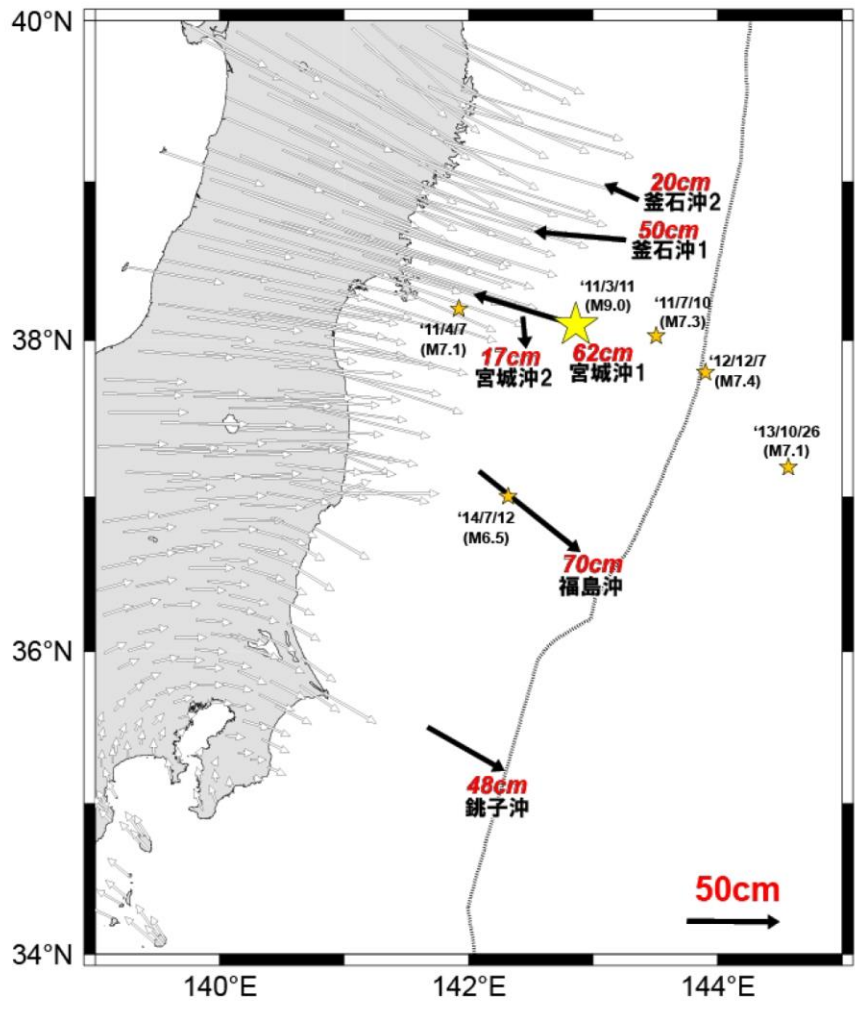 40°N
20cm
釜石沖2
50cm
釜石沖1
‘11/3/11
(M9.0)
‘11/7/10
(M7.3)
38°N
‘11/4/7
(M7.1)
17cm
宮城沖2
62cm
宮城沖1
‘12/12/7
(M7.4)
‘13/10/26
(M7.1)
‘14/7/12
(M6.5)
70cm
福島沖
36°N
48cm
銚子沖
50cm
34°N
140°E
142°E
144°E